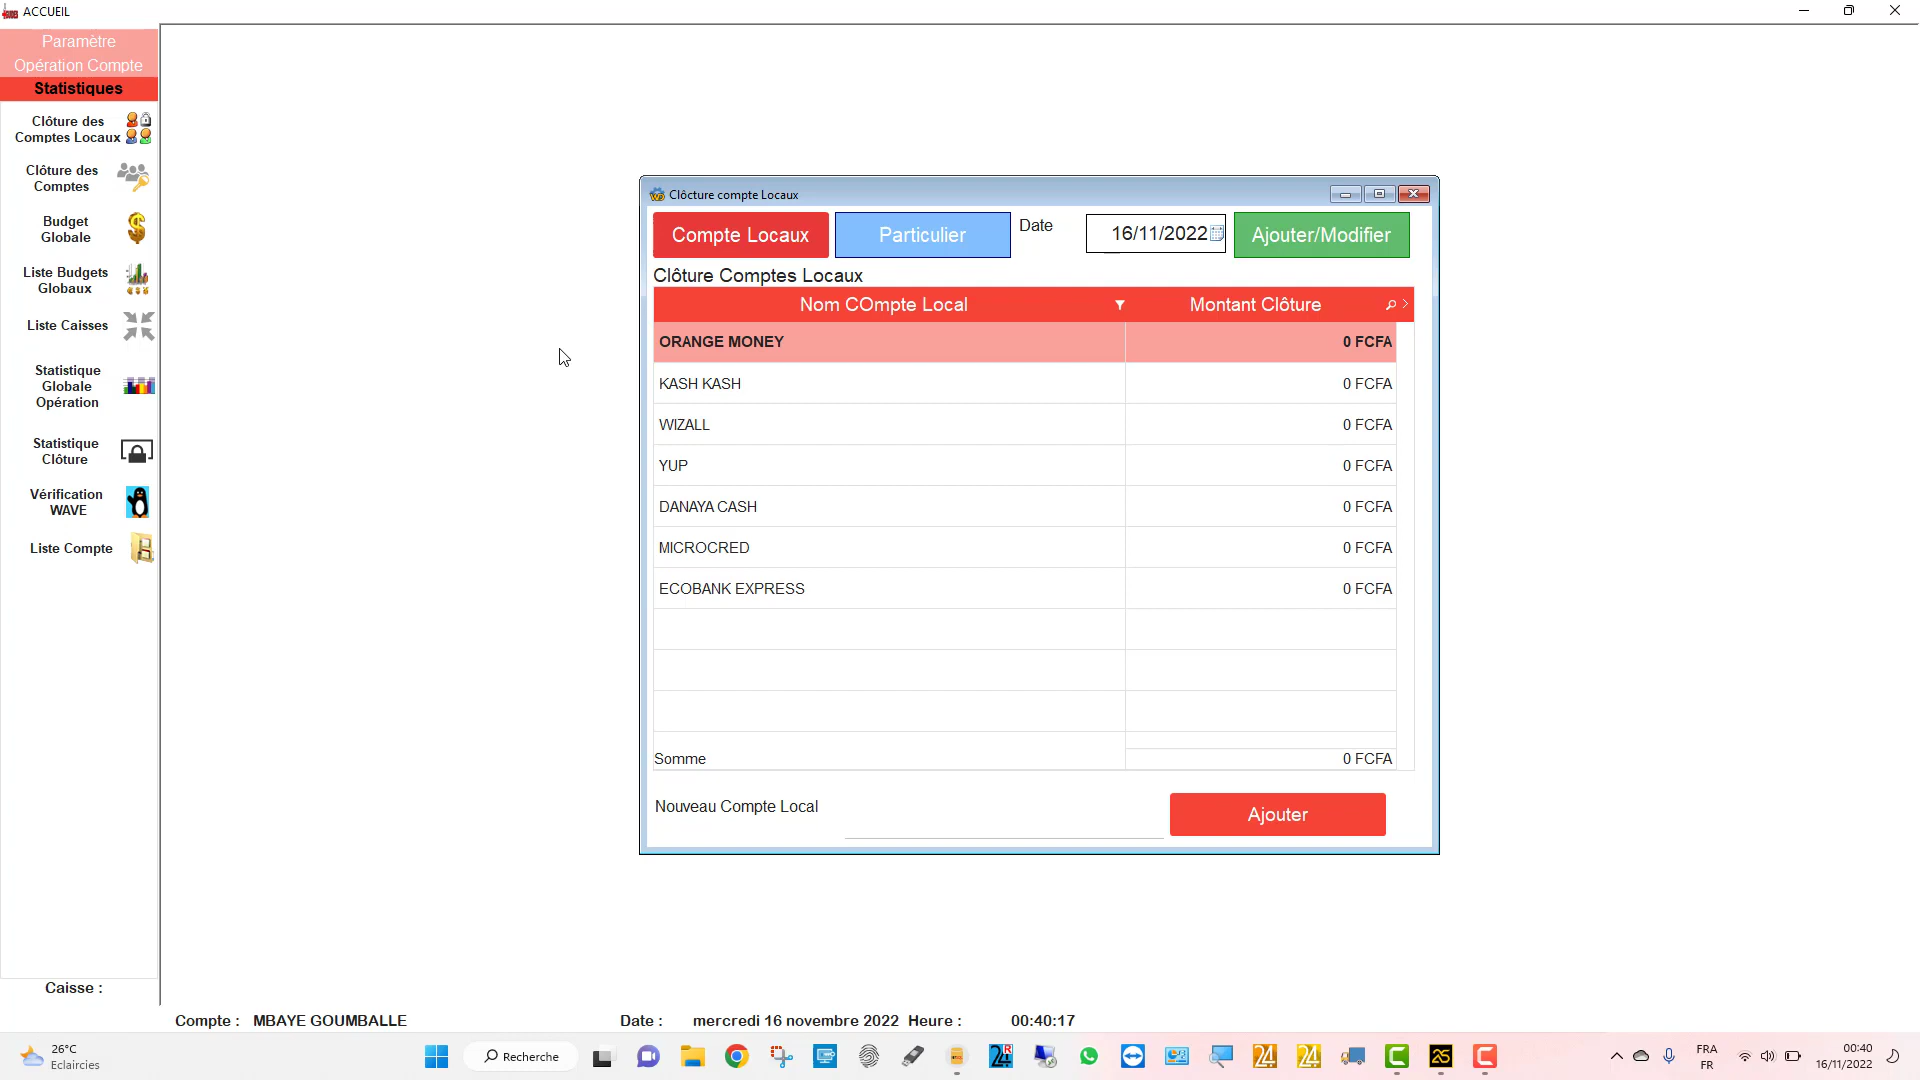 ACCUEIL
Paramètre
Opération Compte
Statistiques
Clôture des
Comptes Locaux
Clôture des
Comptes
Budget
Globale
Liste Budgets
Globaux
Liste Caisses
Statistique
Globale
Opération
Statistique
Clôture
Vérification
WAVE
Liste Compte
Caisse :
Clôcture compte Locaux
Compte Locaux
Particulier
Date
16/11/2022
Ajouter/Modifier
Clôture Comptes Locaux
Nom COmpte Local
Montant Clôture
ORANGE MONEY 0 FCFA
KASH KASH 0 FCFA
WIZALL 0 FCFA
YUP 0 FCFA
DANAYA CASH 0 FCFA
MICROCRED 0 FCFA
ECOBANK EXPRESS 0 FCFA
Somme 0 FCFA
Nouveau Compte Local
Ajouter
Compte : MBAYE GOUMBALLE Date : mercredi 16 novembre 2022 Heure : 00:40:17
26°C
Eclaircies
Recherche
FRA
FR
00:40
16/11/2022